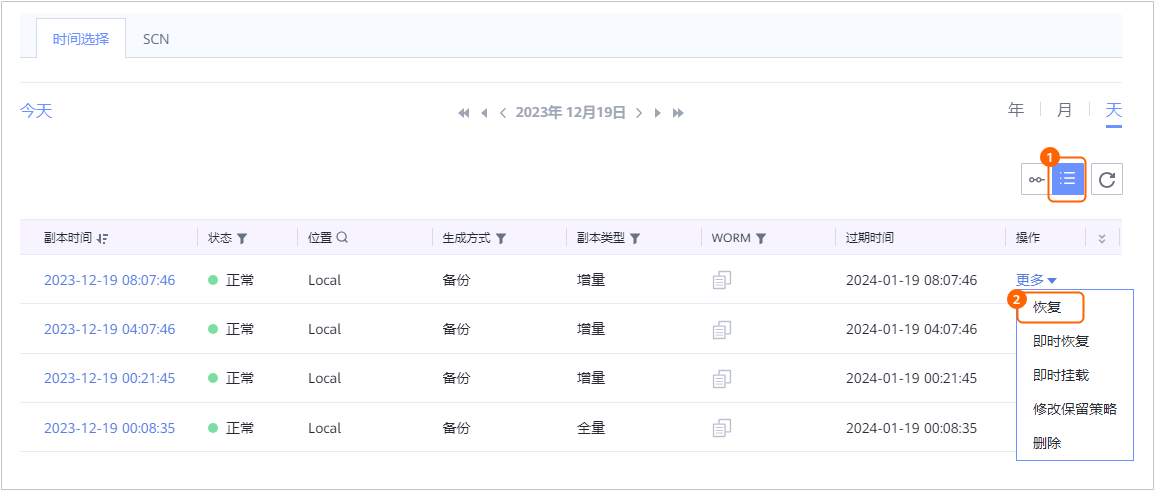 时间选择 SCN
今天 2023年 12月19日 年 月 天
1
副本时间 状态 位置 生成方式 副本类型 WORM 过期时间 操作
2023-12-19 08:07:46 正常 Local 备份 增量 2024-01-19 08:07:46 更多
2 恢复
2023-12-19 04:07:46 正常 Local 备份 增量 2024-01-19 04:07:46
即时恢复
2023-12-19 00:21:45 正常 Local 备份 增量 2024-01-19 00:21:45
即时挂载
修改保留策略
2023-12-19 00:08:35 正常 Local 备份 全量 2024-01-19 00:08:35
删除